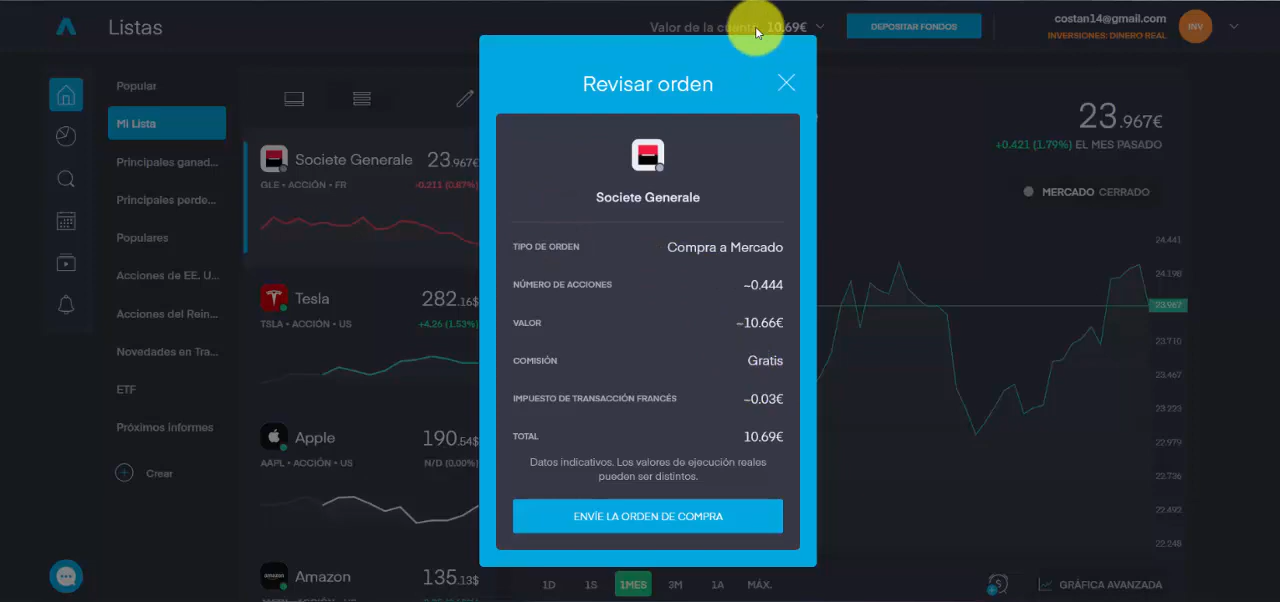 Listas
Valor de la cuenta 10.69€
DEPOSITAR FONDOS
costan14@gmail.com
INVERSIONES: DINERO REAL
INV
Popular
Mi Lista
Principales ganad...
Principales perde...
Populares
Acciones de EE. U...
Acciones del Rein...
Novedades en Tra...
ETF
Próximos informes
Crear
Societe Generale 23.967€
GLE • ACCIÓN • FR -0.211 (0.87%)
Tesla 282.16$
TSLA • ACCIÓN • US +4.26 (1.53%)
Apple 190.54$
AAPL • ACCIÓN • US N/D (0.00%)
amazon
Amazon 135.13$
Revisar orden
Societe Generale
TIPO DE ORDEN Compra a Mercado
NÚMERO DE ACCIONES ~0.444
VALOR ~10.66€
COMISIÓN Gratis
IMPUESTO DE TRANSACCIÓN FRANCÉS ~0.03€
TOTAL 10.69€
Datos indicativos. Los valores de ejecución reales
pueden ser distintos.
ENVÍE LA ORDEN DE COMPRA
23.967€
+0.421 (1.79%) EL MES PASADO
MERCADO CERRADO
24.441
24.198
23.967
23.710
23.467
23.223
22.979
22.736
22.492
22.248
1D 1S 1MES 3M 1A MÁX.
GRÁFICA AVANZADA